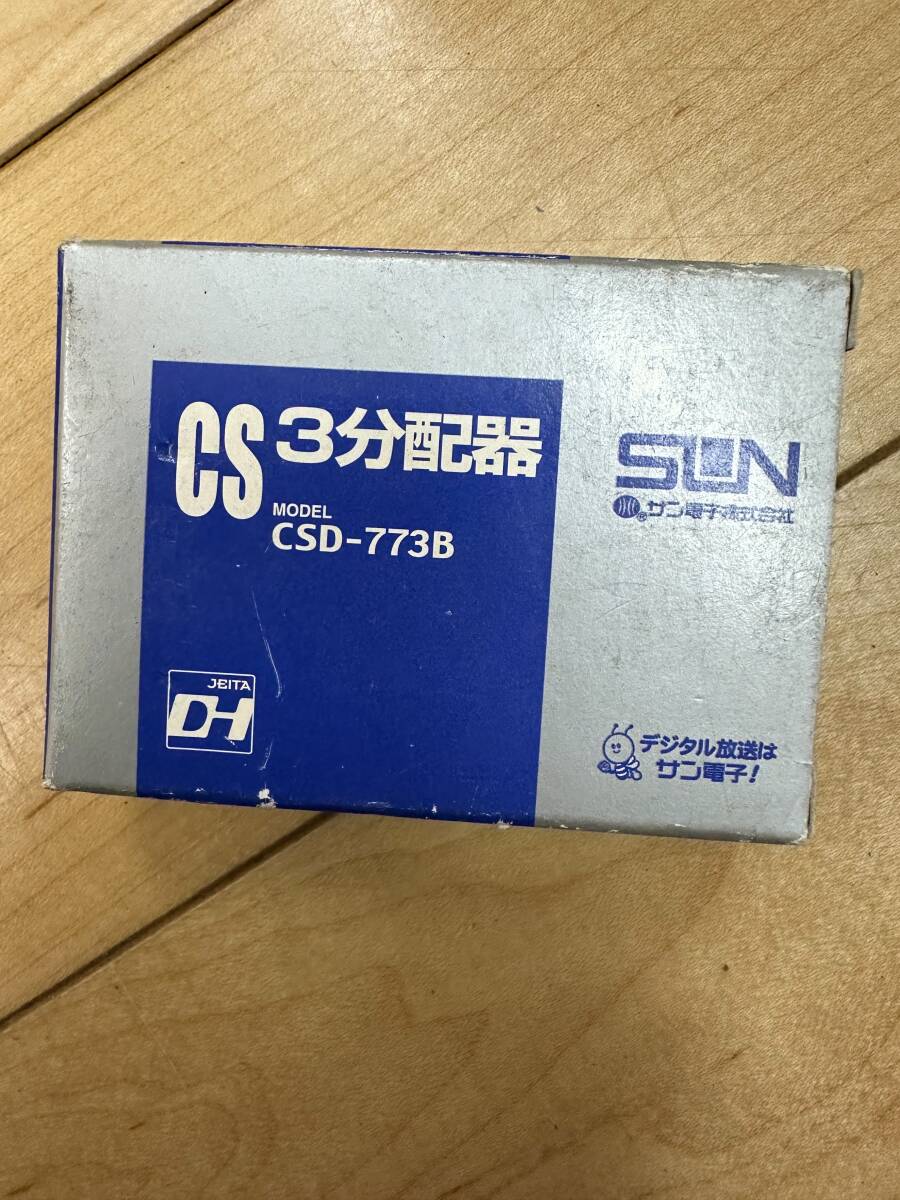 CS 3分配器
MODEL
CSD-773B
SUN
サン電子株式会社
JEITA
DH
デジタル放送は
サン電子!